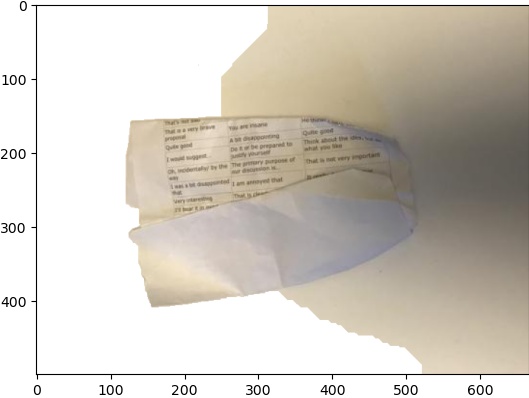 0
100
That is a very brave You are insane
proposal
Quite good A bit disappointing Quite good
I would suggest... Do it or be prepared to Think about the idea, but
justify yourself what you like
200
Oh, incidentally/ by the The primary purpose of That is not very important
way our discussion is...
I was a bit disappointed I am annoyed that
that
Very interesting That is
300
400
0 100 200 300 400 500 600